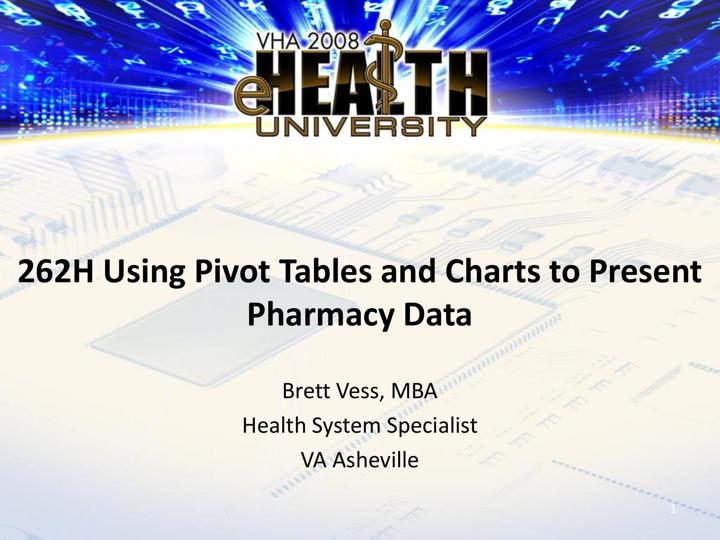 VHA 2008
eHEALTH
UNIVERSITY
262H Using Pivot Tables and Charts to Present
Pharmacy Data
Brett Vess, MBA
Health System Specialist
VA Asheville
1